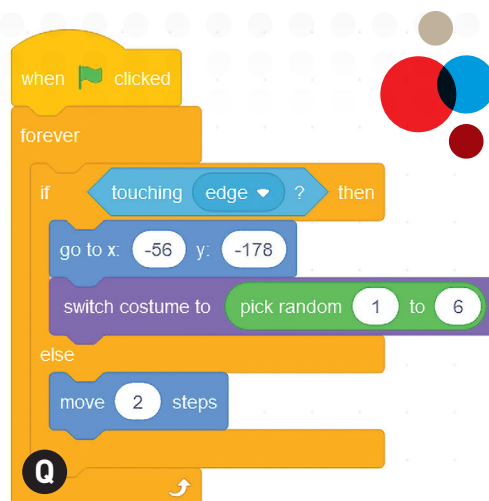 when clicked
forever
if touching edge ? then
go to x: -56 y: -178
switch costume to pick random 1 to 6
else
move 2 steps
Q